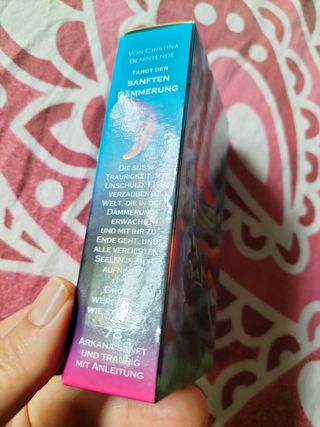 VON CRISTINA
BENINTENDE
TAROT DER
SANFTEN
DÄMMERUNG
DIE SÜSSE
TRAURIGKEIT DER
UNSCHULD. EINE
VERZAUBERTE
WELT, DIE IN DER
DÄMMERUNG
ERWACHT
UND MIT IHR ZU
ENDE GEHT, UND
ALLE VERLIEBTEN
SEELEN IN SICH
78
ARKANA SANFT
UND TRAURIG
MIT ANLEITUNG